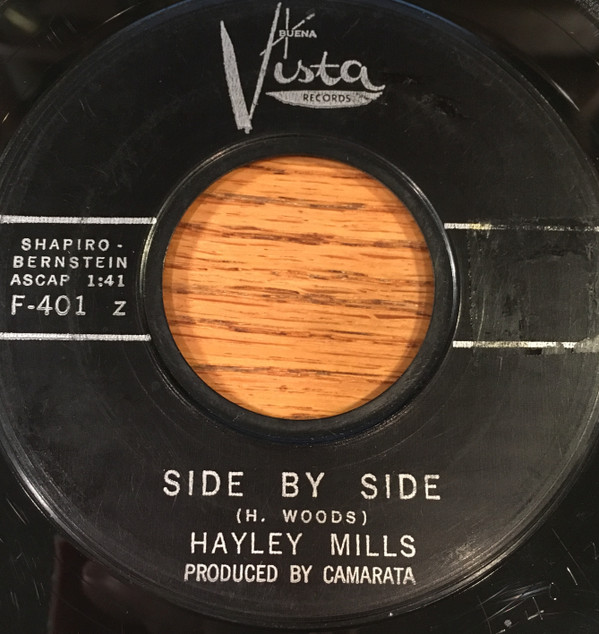 BUENA
Vista
RECORDS
SHAPIRO -
BERNSTEIN
ASCAP 1:41
F-401 Z
SIDE BY SIDE
(H. WOODS)
HAYLEY MILLS
PRODUCED BY CAMARATA